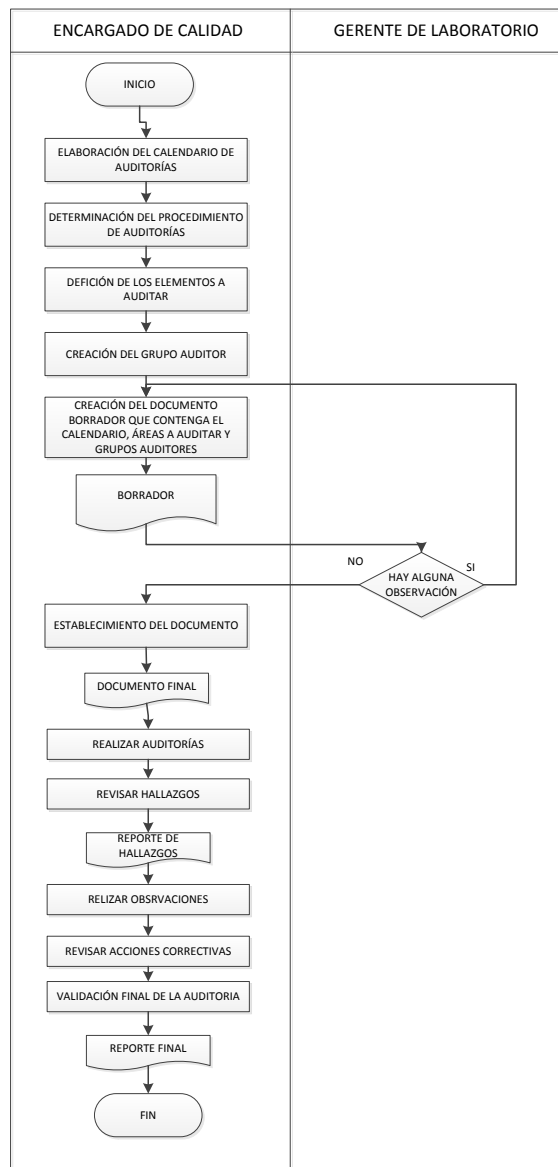 ENCARGADO DE CALIDAD
GERENTE DE LABORATORIO
INICIO
ELABORACIÓN DEL CALENDARIO DE
AUDITORÍAS
DETERMINACIÓN DEL PROCEDIMIENTO
DE AUDITORÍAS
DEFICIÓN DE LOS ELEMENTOS A
AUDITAR
CREACIÓN DEL GRUPO AUDITOR
CREACIÓN DEL DOCUMENTO
BORRADOR QUE CONTENGA EL
CALENDARIO, ÁREAS A AUDITAR Y
GRUPOS AUDITORES
BORRADOR
NO
SI
HAY ALGUNA
OBSERVACIÓN
ESTABLECIMIENTO DEL DOCUMENTO
DOCUMENTO FINAL
REALIZAR AUDITORÍAS
REVISAR HALLAZGOS
REPORTE DE
HALLAZGOS
RELIZAR OBSRVACIONES
REVISAR ACCIONES CORRECTIVAS
VALIDACIÓN FINAL DE LA AUDITORIA
REPORTE FINAL
FIN